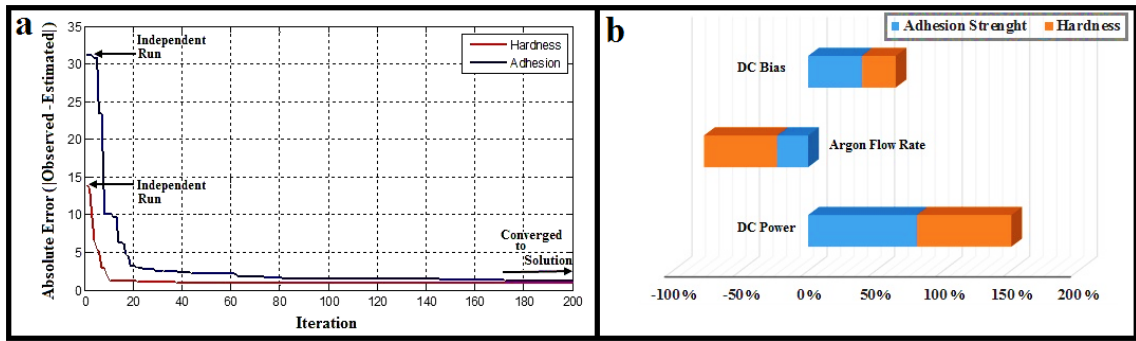 a
35
30
25
20
15
10
5
0
Absolute Error (|Observed -Estimated|)
Independent
Run
Independent
Run
Hardness
Adhesion
Converged
to
Solution
0 20 40 60 80 100 120 140 160 180 200
Iteration
b
Adhesion Strenght Hardness
DC Bias
Argon Flow Rate
DC Power
-100 % -50 % 0 % 50 % 100 % 150 % 200 %